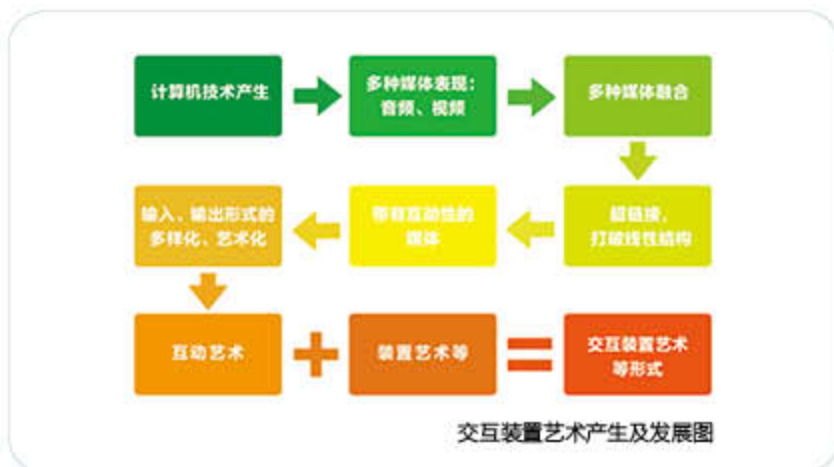 计算机技术产生
多种媒体表现：
音频、视频
多种媒体融合
超链接，
打破线性结构
带有互动性的
媒体
输入、输出形式的
多样化、艺术化
互动艺术
装置艺术等
交互装置艺术
等形式
交互装置艺术产生及发展图